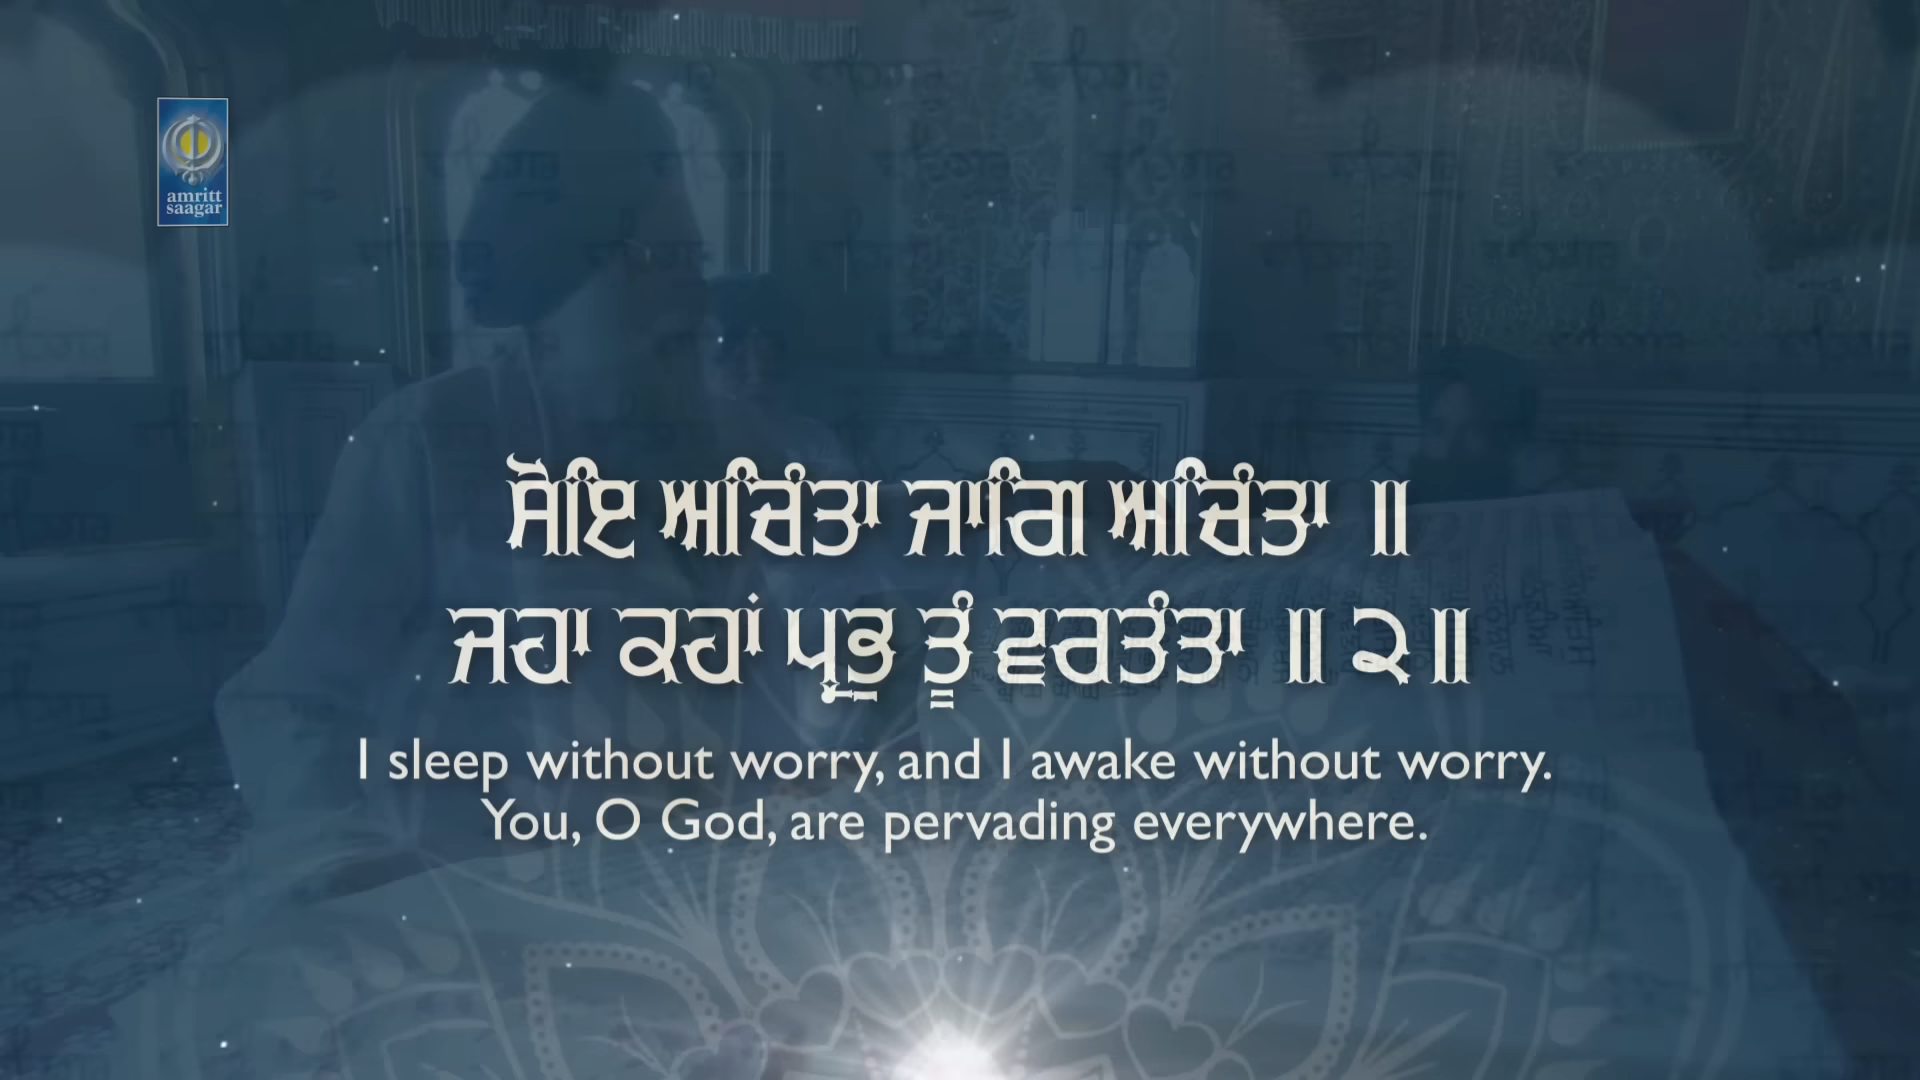 amritt
saagar
ਸੋਇ ਅਚਿੰਤਾ ਜਾਗਿ ਅਚਿੰਤਾ ॥
ਜਹਾ ਕਹਾਂ ਪ੍ਰਭੁ ਤੂੰ ਵਰਤੰਤਾ ॥੨॥
I sleep without worry, and I awake without worry.
You, O God, are pervading everywhere.